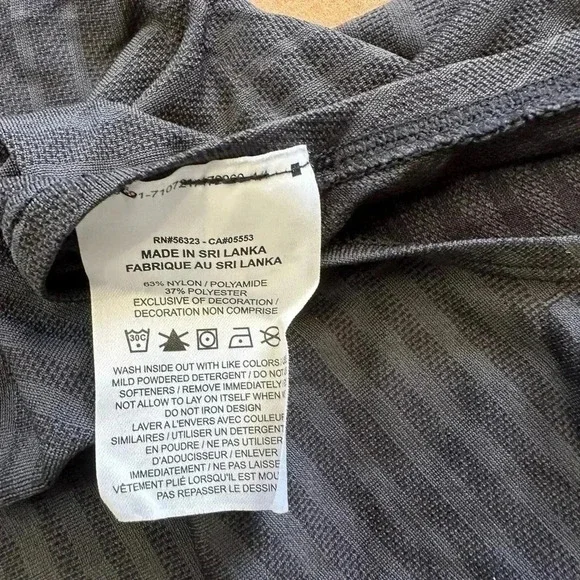 RN#56323 - CA#05553
MADE IN SRI LANKA
FABRIQUE AU SRI LANKA
63% NYLON / POLYAMIDE
37% POLYESTER
EXCLUSIVE OF DECORATION /
DECORATION NON COMPRISE
30C
WASH INSIDE OUT WITH LIKE COLORS /
MILD POWDERED DETERGENT / DO NOT
SOFTENERS / REMOVE IMMEDIATELY /
NOT ALLOW TO LAY ON ITSELF WHEN
DO NOT IRON DESIGN
LAVER A L'ENVERS AVEC COULEUR
SIMILAIRES / UTILISER UN DETERGENT
EN POUDRE / NE PAS UTILISER
D'ADOUCISSEUR / ENLEVER
IMMEDIATEMENT / NE PAS LAISSE
VÊTEMENT PLIÉ LORSQU'IL EST MOU
PAS REPASSER LE DESSIN